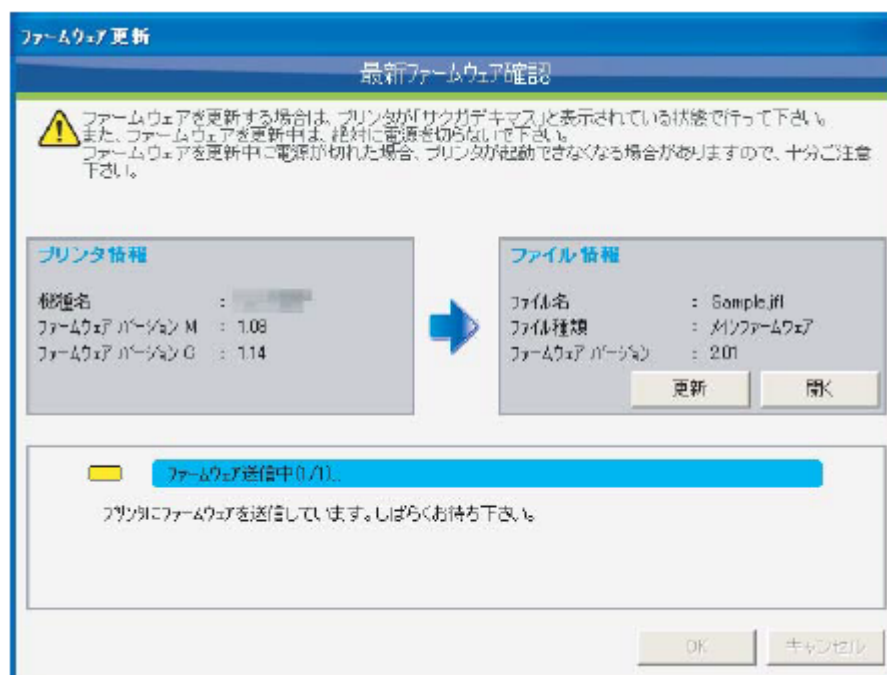 ファームウェア更新
最新ファームウェア確認
ファームウェアを更新する場合は、プリンタが「サクガデキマス」と表示されている状態で行って下さい。
また、ファームウェアを更新中は、絶対に電源を切らないで下さい。
ファームウェアを更新中に電源が切れた場合、プリンタが起動できなくなる場合がありますので、十分ご注意
下さい。
プリンタ情報
機種名 :
ファームウェア バージョン M : 1.08
ファームウェア バージョン G : 1.14
ファイル情報
ファイル名 : Sample.jfl
ファイル種類 : メインファームウェア
ファームウェア バージョン : 2.01
更新
開く
ファームウェア送信中(1/1)...
プリンタにファームウェアを送信しています。しばらくお待ち下さい。
OK
キャンセル